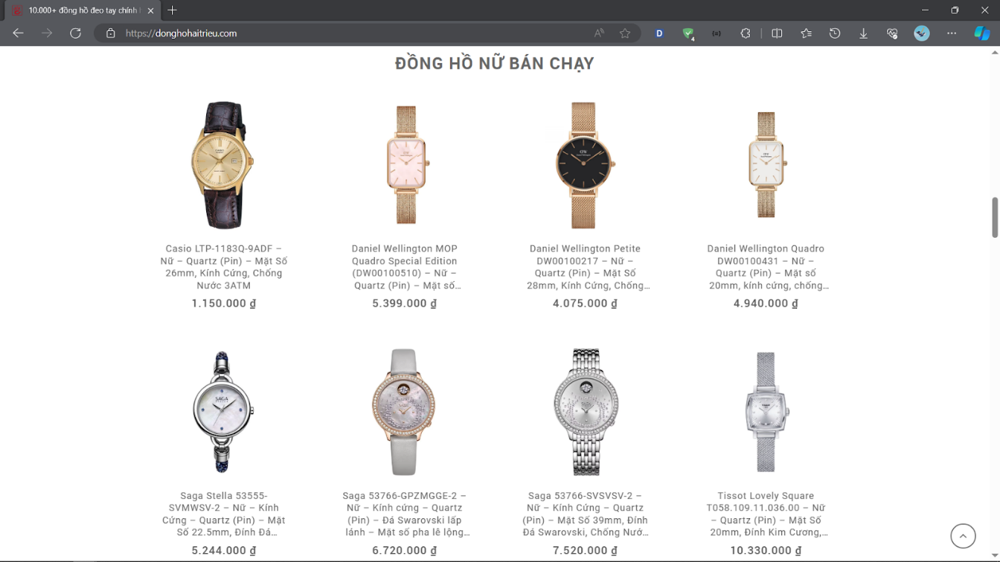 10.000+ đồng hồ đeo tay chính
https://donghohaitrieu.com
ĐỒNG HỒ NỮ BÁN CHẠY
Casio LTP-1183Q-9ADF –
Nữ – Quartz (Pin) – Mặt Số
26mm, Kính Cứng, Chống
Nước 3ATM
1.150.000 ₫
Daniel Wellington MOP
Quadro Special Edition
(DW00100510) – Nữ –
Quartz (Pin) – Mặt số…
5.399.000 ₫
Daniel Wellington Petite
DW00100217 – Nữ –
Quartz (Pin) – Mặt Số
28mm, Kính Cứng, Chống…
4.075.000 ₫
Daniel Wellington Quadro
DW00100431 – Nữ –
Quartz (Pin) – Mặt số
20mm, kính cứng, chống…
4.940.000 ₫
SAGA
Saga Stella 53555-
SVMWSV-2 – Nữ – Kính
Cứng – Quartz (Pin) – Mặt
Số 22.5mm, Đính Đá…
5.244.000 ₫
Saga 53766-GPZMGGE-2 –
Nữ – Kính cứng – Quartz
(Pin) – Đá Swarovski lấp
lánh – Mặt số pha lê lộng…
6.720.000 ₫
Saga 53766-SVSVSV-2 –
Nữ – Kính Cứng – Quartz
(Pin) – Mặt Số 39mm, Đính
Đá Swarovski, Chống Nướ…
7.520.000 ₫
Tissot Lovely Square
T058.109.11.036.00 – Nữ
– Quartz (Pin) – Mặt Số
20mm, Đính Kim Cương,…
10.330.000 ₫